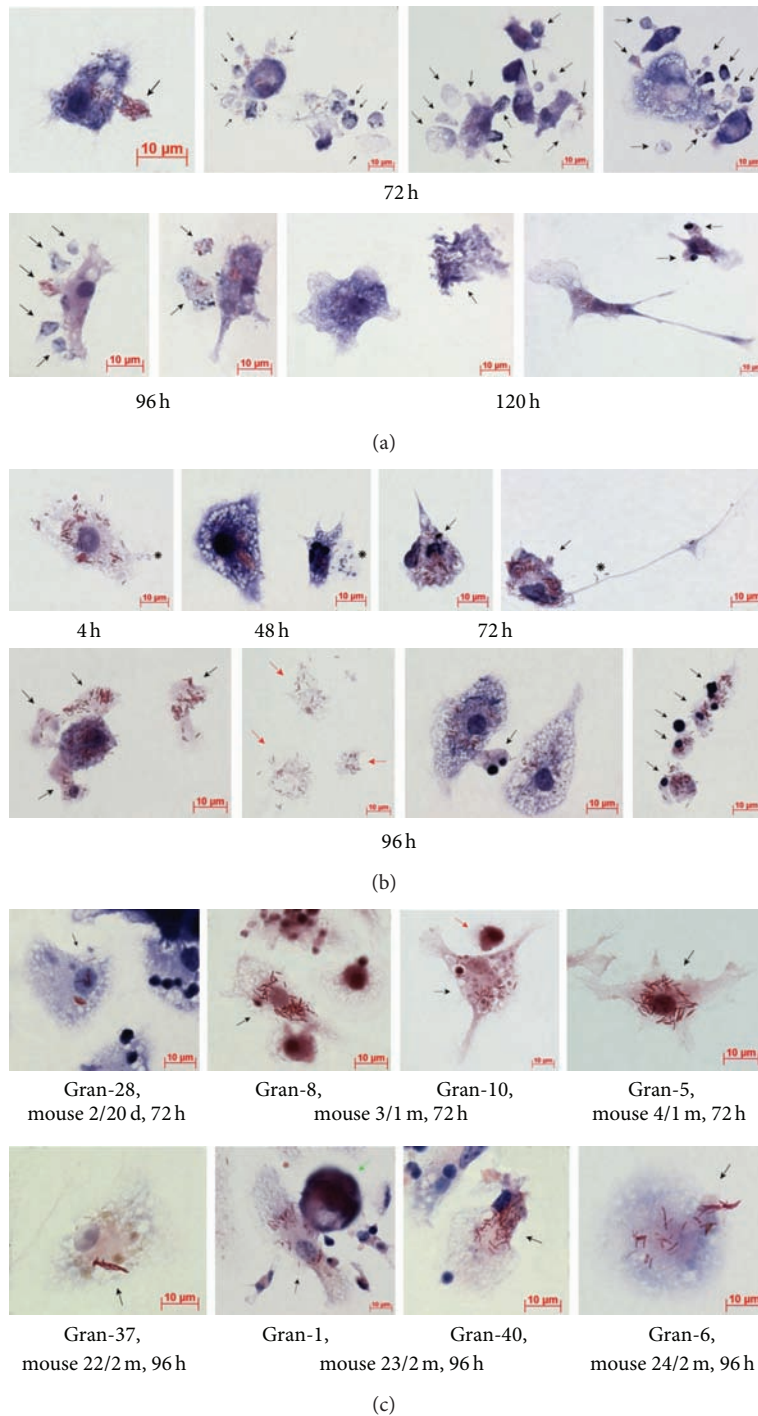 10 µm 10 µm 10 µm 10 µm
72 h
10 µm 10 µm 10 µm 10 µm
96 h 120 h
(a)
* * *
10 µm 10 µm 10 µm 10 µm
4 h 48 h 72 h
10 µm 10 µm 10 µm 10 µm
96 h
(b)
10 µm 10 µm 10 µm 10 µm
Gran-28, Gran-8, Gran-10, Gran-5,
mouse 2/20 d, 72 h mouse 3/1 m, 72 h mouse 4/1 m, 72 h
10 µm 10 µm 10 µm 10 µm
Gran-37, Gran-1, Gran-40, Gran-6,
mouse 22/2 m, 96 h mouse 23/2 m, 96 h mouse 24/2 m, 96 h
(c)